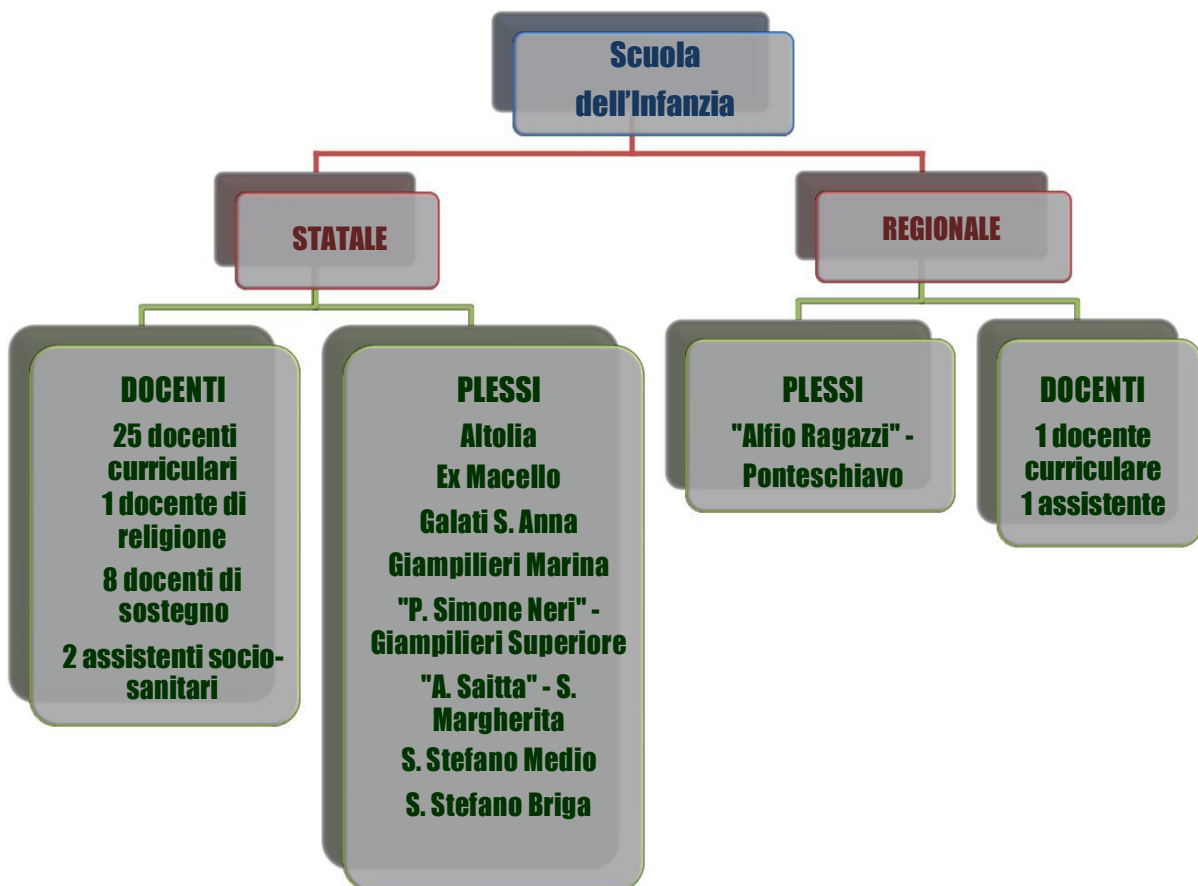 Scuola
dell'Infanzia
STATALE
REGIONALE
DOCENTI
25 docenti
curriculari
1 docente di
religione
8 docenti di
sostegno
2 assistenti socio-
sanitari
PLESSI
Altolia
Ex Macello
Galati S. Anna
Giampilieri Marina
"P. Simone Neri" -
Giampilieri Superiore
"A. Saitta" - S.
Margherita
S. Stefano Medio
S. Stefano Briga
PLESSI
"Alfio Ragazzi" -
Ponteschiavo
DOCENTI
1 docente
curriculare
1 assistente